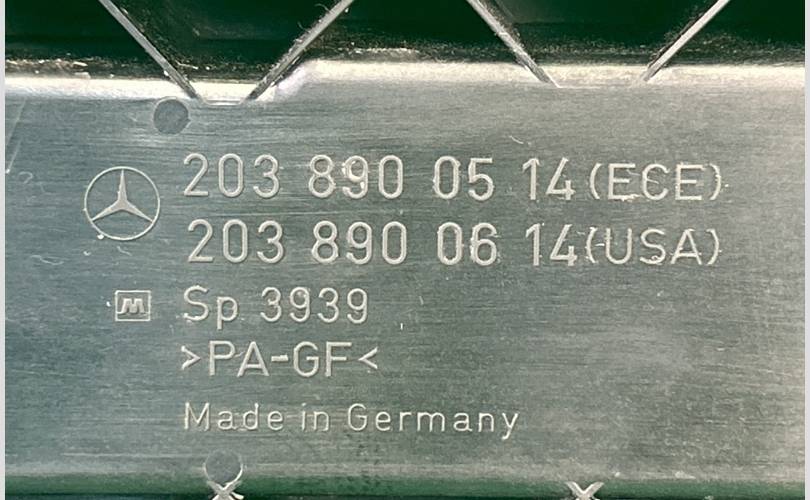 203 890 05 14 (ECE)
203 890 06 14 (USA)
M Sp 3939
>PA-GF<
Made in Germany